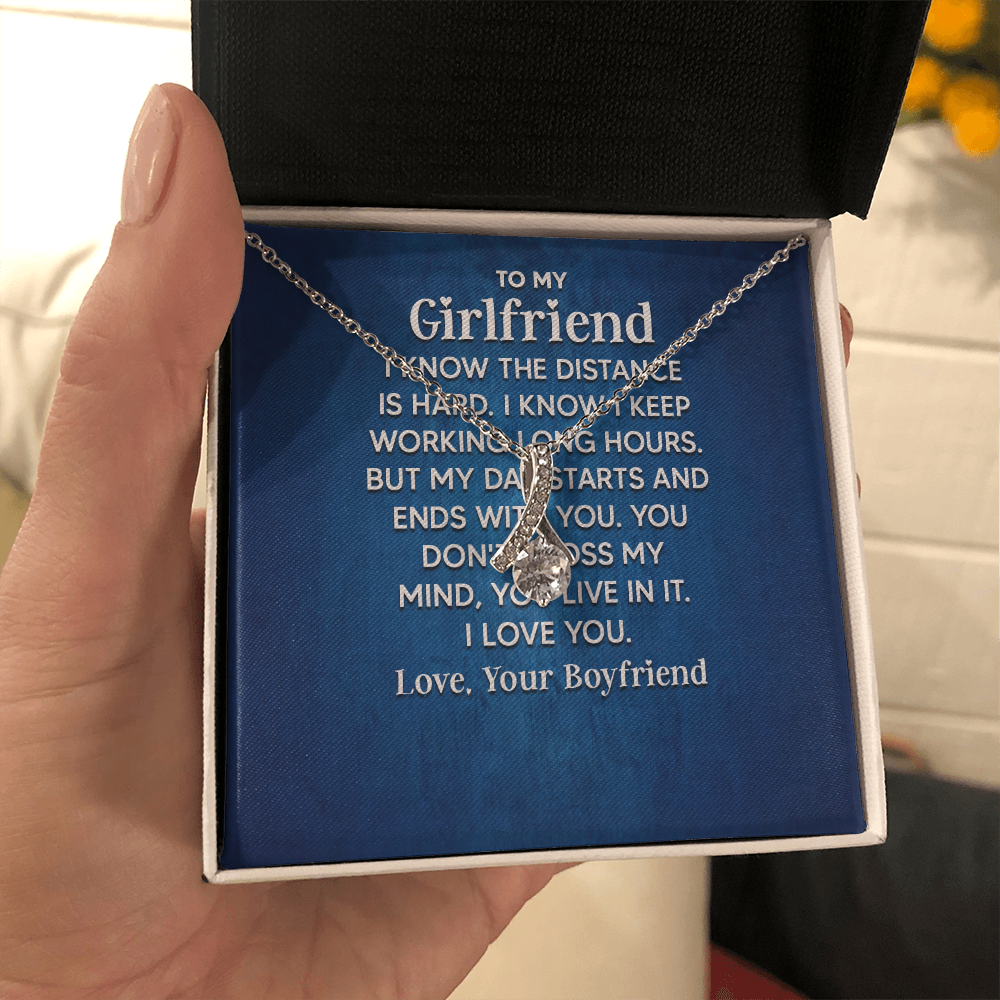 TO MY
Girlfriend
I KNOW THE DISTANCE
IS HARD. I KNOW I KEEP
WORKING LONG HOURS.
BUT MY DAY STARTS AND
ENDS WITH YOU. YOU
DON'T CROSS MY
MIND, YOU LIVE IN IT.
I LOVE YOU.
Love, Your Boyfriend